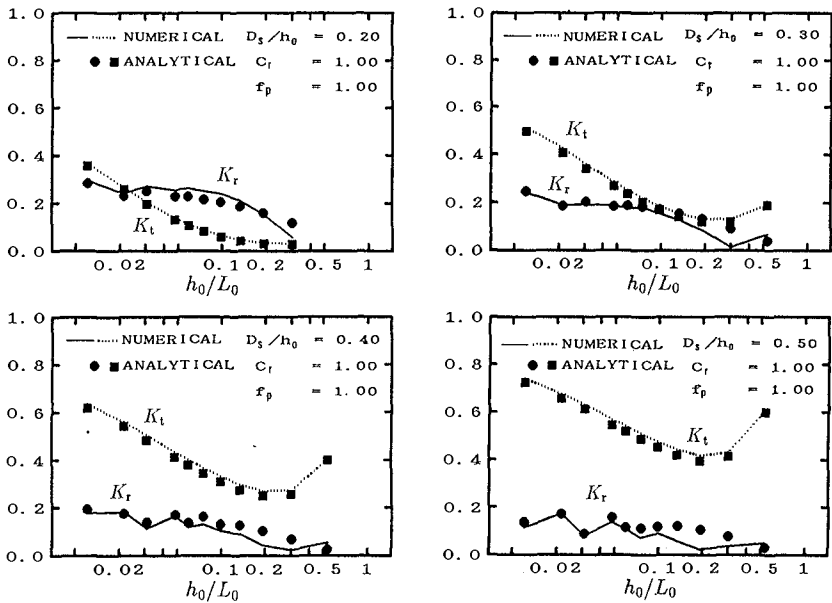 1.0
0.8
0.6
0.4
0.2
0.0
NUMERICAL D_s/h_0 = 0.20
ANALYTICAL C_r = 1.00
f_p = 1.00
K_r
K_t
0.02 0.1 0.2 0.5 1
h_0/L_0
1.0
0.8
0.6
0.4
0.2
0.0
NUMERICAL D_s/h_0 = 0.30
ANALYTICAL C_r = 1.00
f_p = 1.00
K_t
K_r
0.02 0.1 0.2 0.5 1
h_0/L_0
1.0
0.8
0.6
0.4
0.2
0.0
NUMERICAL D_s/h_0 = 0.40
ANALYTICAL C_r = 1.00
f_p = 1.00
K_t
K_r
0.02 0.1 0.2 0.5 1
h_0/L_0
1.0
0.8
0.6
0.4
0.2
0.0
NUMERICAL D_s/h_0 = 0.50
ANALYTICAL C_r = 1.00
f_p = 1.00
K_t
K_r
0.02 0.1 0.2 0.5 1
h_0/L_0